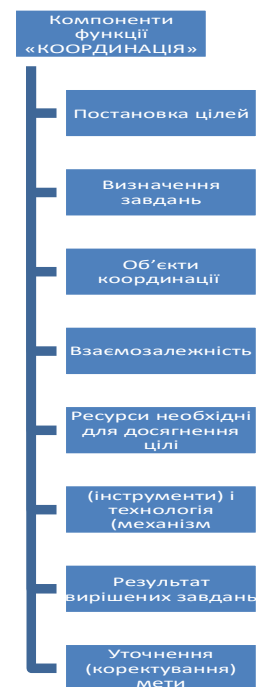 Компоненти
функції
«КООРДИНАЦІЯ»
Постановка цілей
Визначення
завдань
Об’єкти
координації
Взаємозалежність
Ресурси необхідні
для досягнення
цілі
(інструменти) і
технологія
(механізм
Результат
вирішених завдань
Уточнення
(коректування)
мети